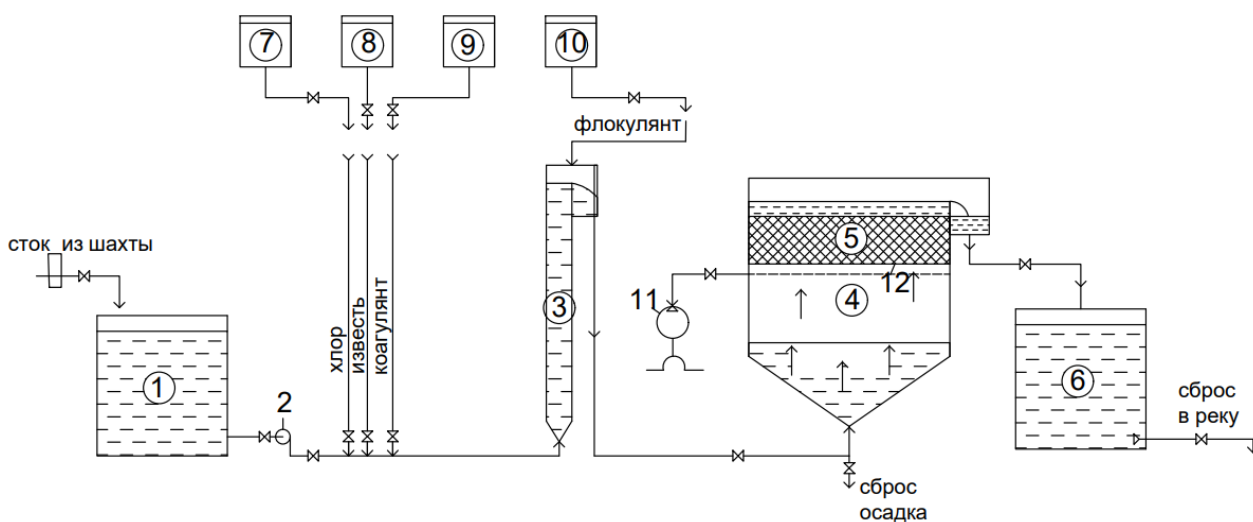 7
8
9
10
флокулянт
сток из шахты
хлор
известь
коагулянт
5
12
11
3
4
1
2
6
сброс
в реку
сброс
осадка